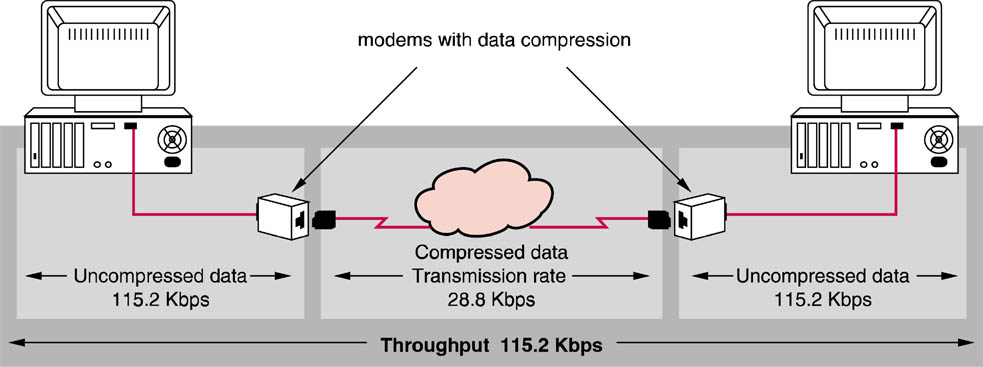 modems with data compression
Uncompressed data
115.2 Kbps
Compressed data
Transmission rate
28.8 Kbps
Uncompressed data
115.2 Kbps
Throughput 115.2 Kbps